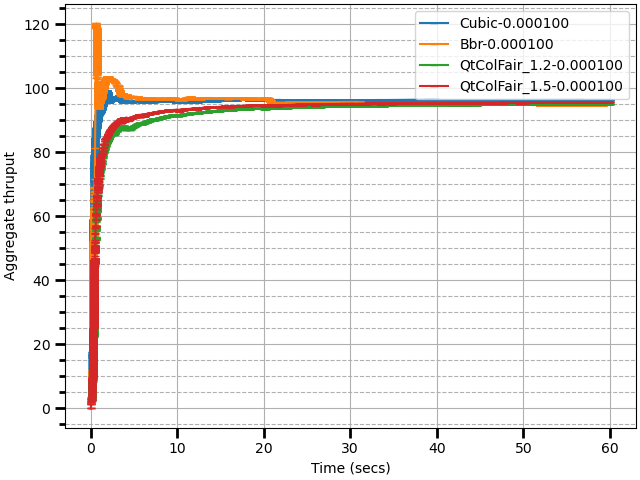 120
100
80
60
40
20
0
Aggregate thruput
Cubic-0.000100
Bbr-0.000100
QtColFair_1.2-0.000100
QtColFair_1.5-0.000100
0 10 20 30 40 50 60
Time (secs)